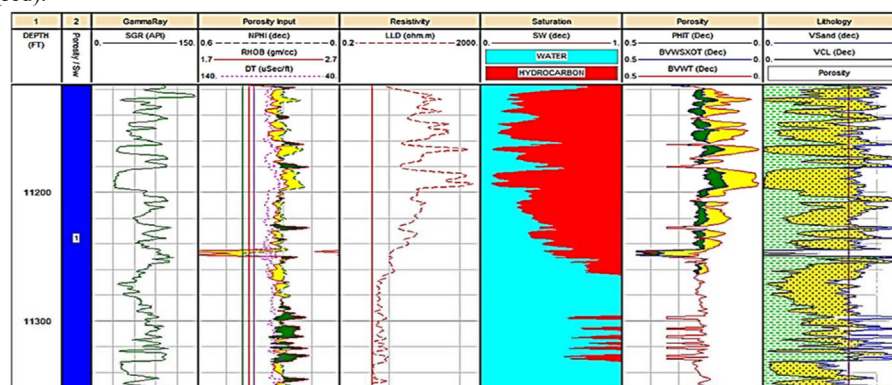 1 2 GammaRay Porosity Input Resistivity Saturation Porosity Lithology
DEPTH (FT)
Porosity / Sw
SGR (API)
0. 150.
NPHI (dec)
0.6 0.
RHOB (gm/cc)
1.7 2.7
DT (uSec/ft)
140. 40.
LLD (ohm.m)
0.2 2000.
SW (Dec)
0. 1.
WATER
HYDROCARBON
PHIT (Dec)
0.5 0.
BVWSXOT (Dec)
0.5 0.
BVWT (Dec)
0.5 0.
VSand (dec)
0.
VCL (Dec)
0.
Porosity
11200
1
11300